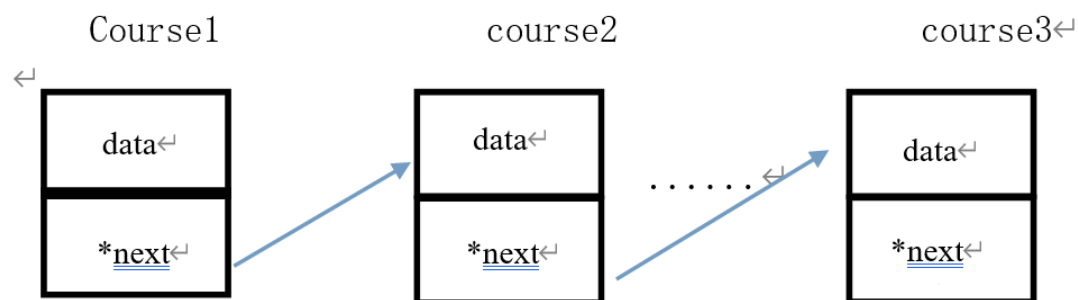 Course1 course2 course3↵
↵
data↵ data↵ data↵
......↵
*next↵ *next↵ *next↵